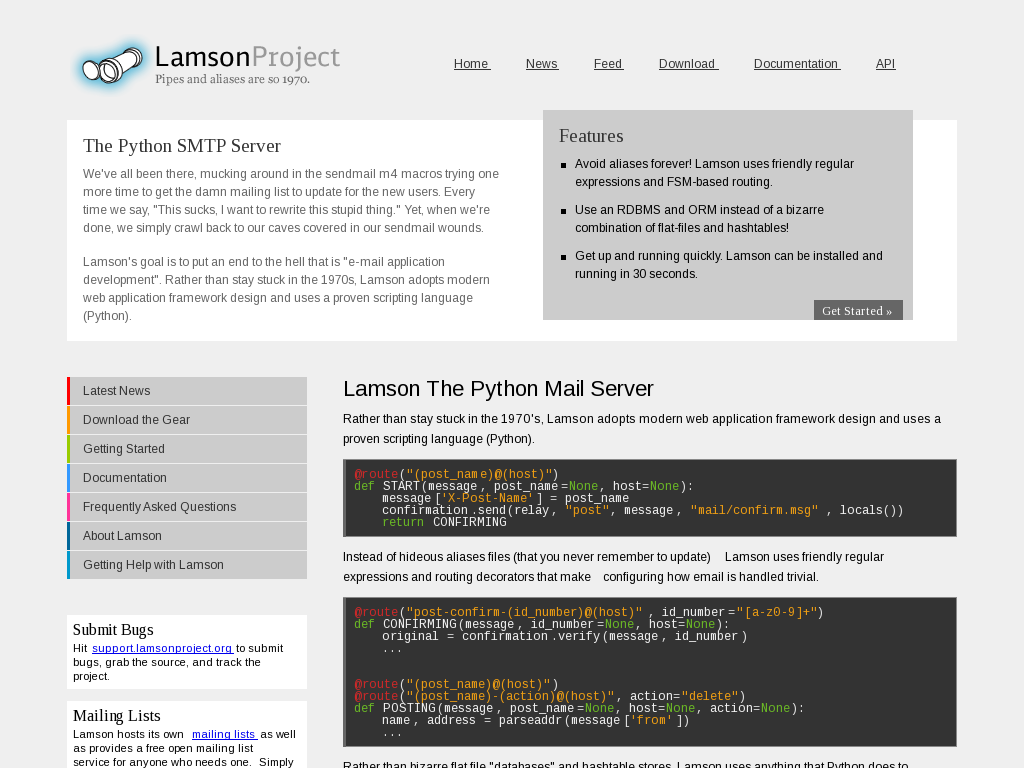 LamsonProject
Pipes and aliases are so 1970.
Home News Feed Download Documentation API
The Python SMTP Server
We've all been there, mucking around in the sendmail m4 macros trying one
more time to get the damn mailing list to update for the new users. Every
time we say, "This sucks, I want to rewrite this stupid thing." Yet, when we're
done, we simply crawl back to our caves covered in our sendmail wounds.
Lamson's goal is to put an end to the hell that is "e-mail application
development". Rather than stay stuck in the 1970s, Lamson adopts modern
web application framework design and uses a proven scripting language
(Python).
Features
Avoid aliases forever! Lamson uses friendly regular
expressions and FSM-based routing.
Use an RDBMS and ORM instead of a bizarre
combination of flat-files and hashtables!
Get up and running quickly. Lamson can be installed and
running in 30 seconds.
Get Started »
Latest News
Download the Gear
Getting Started
Documentation
Frequently Asked Questions
About Lamson
Getting Help with Lamson
Submit Bugs
Hit support.lamsonproject.org to submit
bugs, grab the source, and track the
project.
Mailing Lists
Lamson hosts its own mailing lists as well
as provides a free open mailing list
service for anyone who needs one. Simply
Lamson The Python Mail Server
Rather than stay stuck in the 1970's, Lamson adopts modern web application framework design and uses a
proven scripting language (Python).
@route("(post_name)@(host)")
def START(message, post_name=None, host=None):
    message['X-Post-Name'] = post_name
    confirmation.send(relay, "post", message, "mail/confirm.msg", locals())
    return CONFIRMING
Instead of hideous aliases files (that you never remember to update) Lamson uses friendly regular
expressions and routing decorators that make configuring how email is handled trivial.
@route("post-confirm-(id_number)@(host)", id_number="[a-z0-9]+")
def CONFIRMING(message, id_number=None, host=None):
    original = confirmation.verify(message, id_number)
    ...
@route("(post_name)@(host)")
@route("(post_name)-(action)@(host)", action="delete")
def POSTING(message, post_name=None, host=None, action=None):
    name, address = parseaddr(message['from'])
    ...
Rather than bizarre flat file "databases" and hashtable stores, Lamson uses anything that Python does to